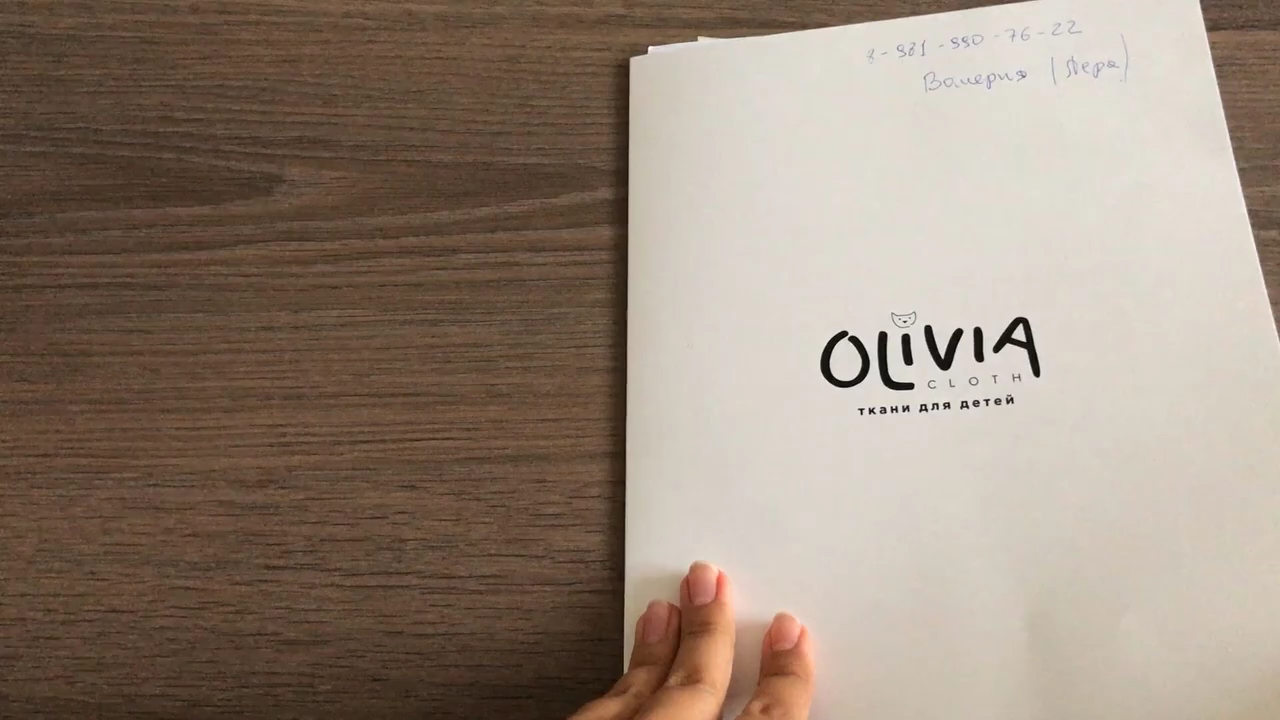 8-981-990-76-22
Валерия (Лера)
OLIVIA
CLOTH
ткани для детей